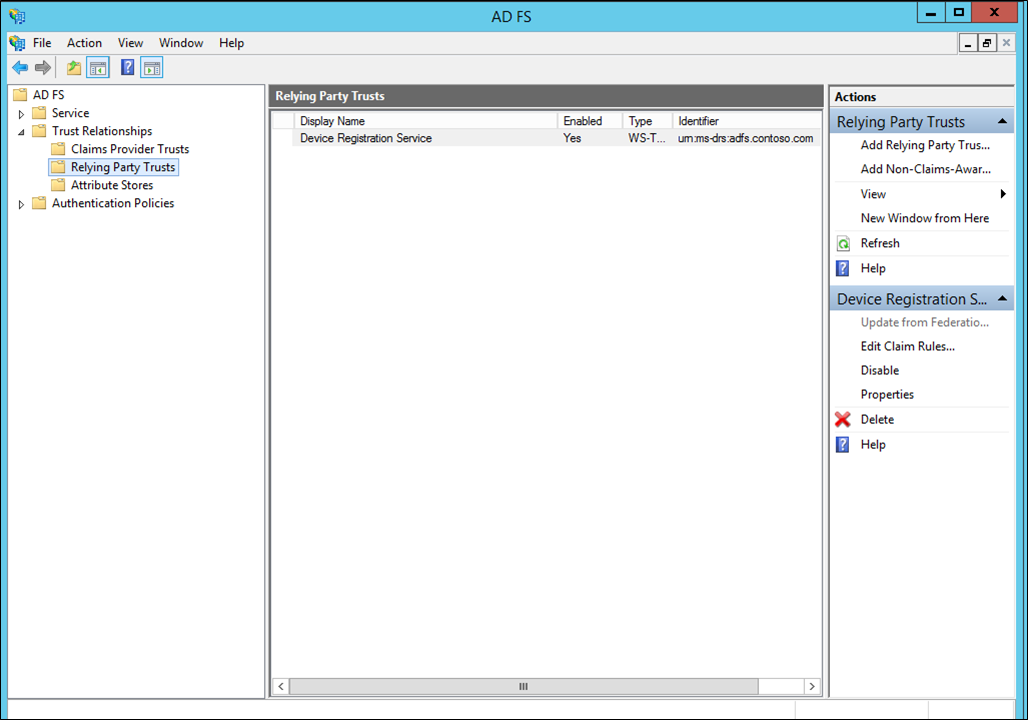 AD FS
File Action View Window Help
AD FS
Service
Trust Relationships
Claims Provider Trusts
Relying Party Trusts
Attribute Stores
Authentication Policies
Relying Party Trusts
Display Name Enabled Type Identifier
Device Registration Service Yes WS-T... urn:ms-drs:adfs.contoso.com
Actions
Relying Party Trusts
Add Relying Party Trus...
Add Non-Claims-Awar...
View
New Window from Here
Refresh
Help
Device Registration S...
Update from Federatio...
Edit Claim Rules...
Disable
Properties
Delete
Help